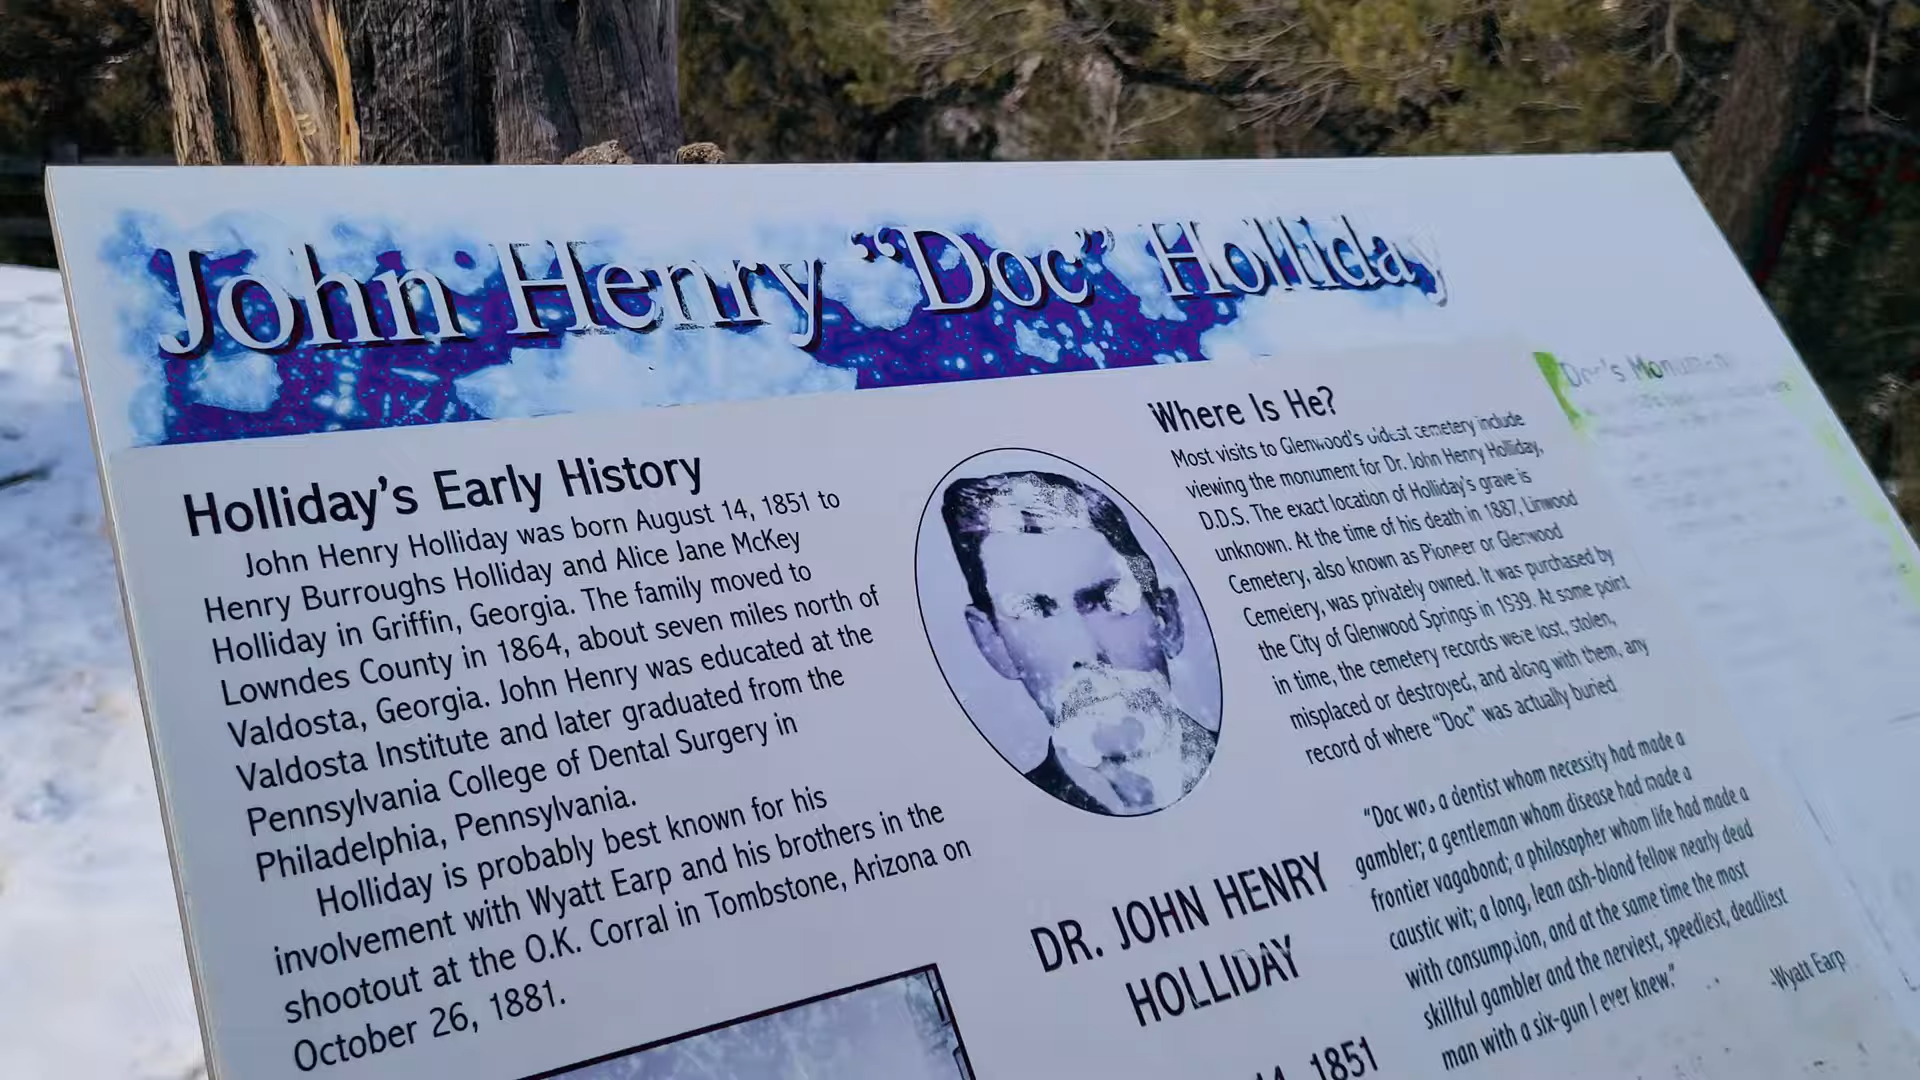 John Henry "Doc" Holliday
Holliday's Early History
John Henry Holliday was born August 14, 1851 to
Henry Burroughs Holliday and Alice Jane McKey
Holliday in Griffin, Georgia. The family moved to
Lowndes County in 1864, about seven miles north of
Valdosta, Georgia. John Henry was educated at the
Valdosta Institute and later graduated from the
Pennsylvania College of Dental Surgery in
Philadelphia, Pennsylvania.
Holliday is probably best known for his
involvement with Wyatt Earp and his brothers in the
shootout at the O.K. Corral in Tombstone, Arizona on
October 26, 1881.
DR. JOHN HENRY
HOLLIDAY
14, 1851
Where Is He?
Most visits to Glenwood's oldest cemetery include
viewing the monument for Dr. John Henry Holliday,
D.D.S. The exact location of Holliday's grave is
unknown. At the time of his death in 1887, Linwood
Cemetery, also known as Pioneer or Glenwood
Cemetery, was privately owned. It was purchased by
the City of Glenwood Springs in 1939. At some point
in time, the cemetery records were lost, stolen,
misplaced or destroyed, and along with them, any
record of where "Doc" was actually buried
"Doc was a dentist whom necessity had made a
gambler; a gentleman whom disease had made a
frontier vagabond; a philosopher whom life had made a
caustic wit; a long, lean ash-blond fellow nearly dead
with consumption, and at the same time the most
skillful gambler and the nerviest, speediest, deadliest
man with a six-gun I ever knew."
-Wyatt Earp
Doc's Monument